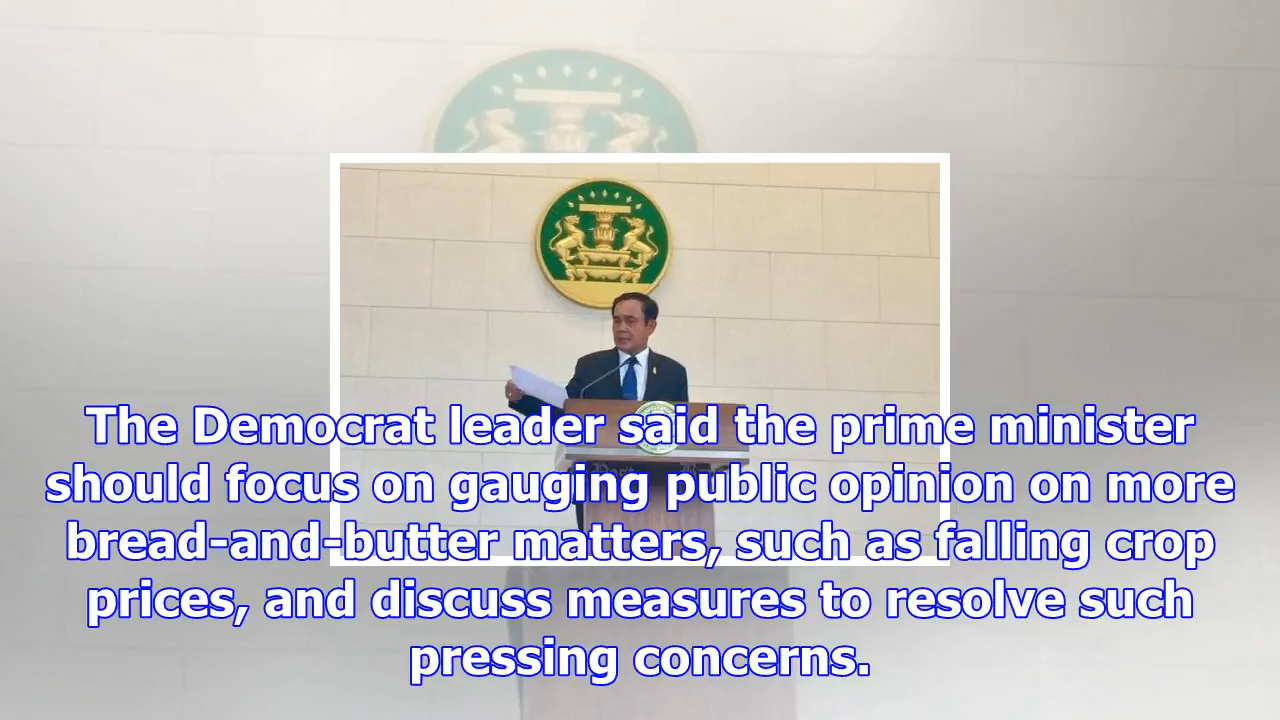 The Democrat leader said the prime minister
should focus on gauging public opinion on more
bread-and-butter matters, such as falling crop
prices, and discuss measures to resolve such
pressing concerns.